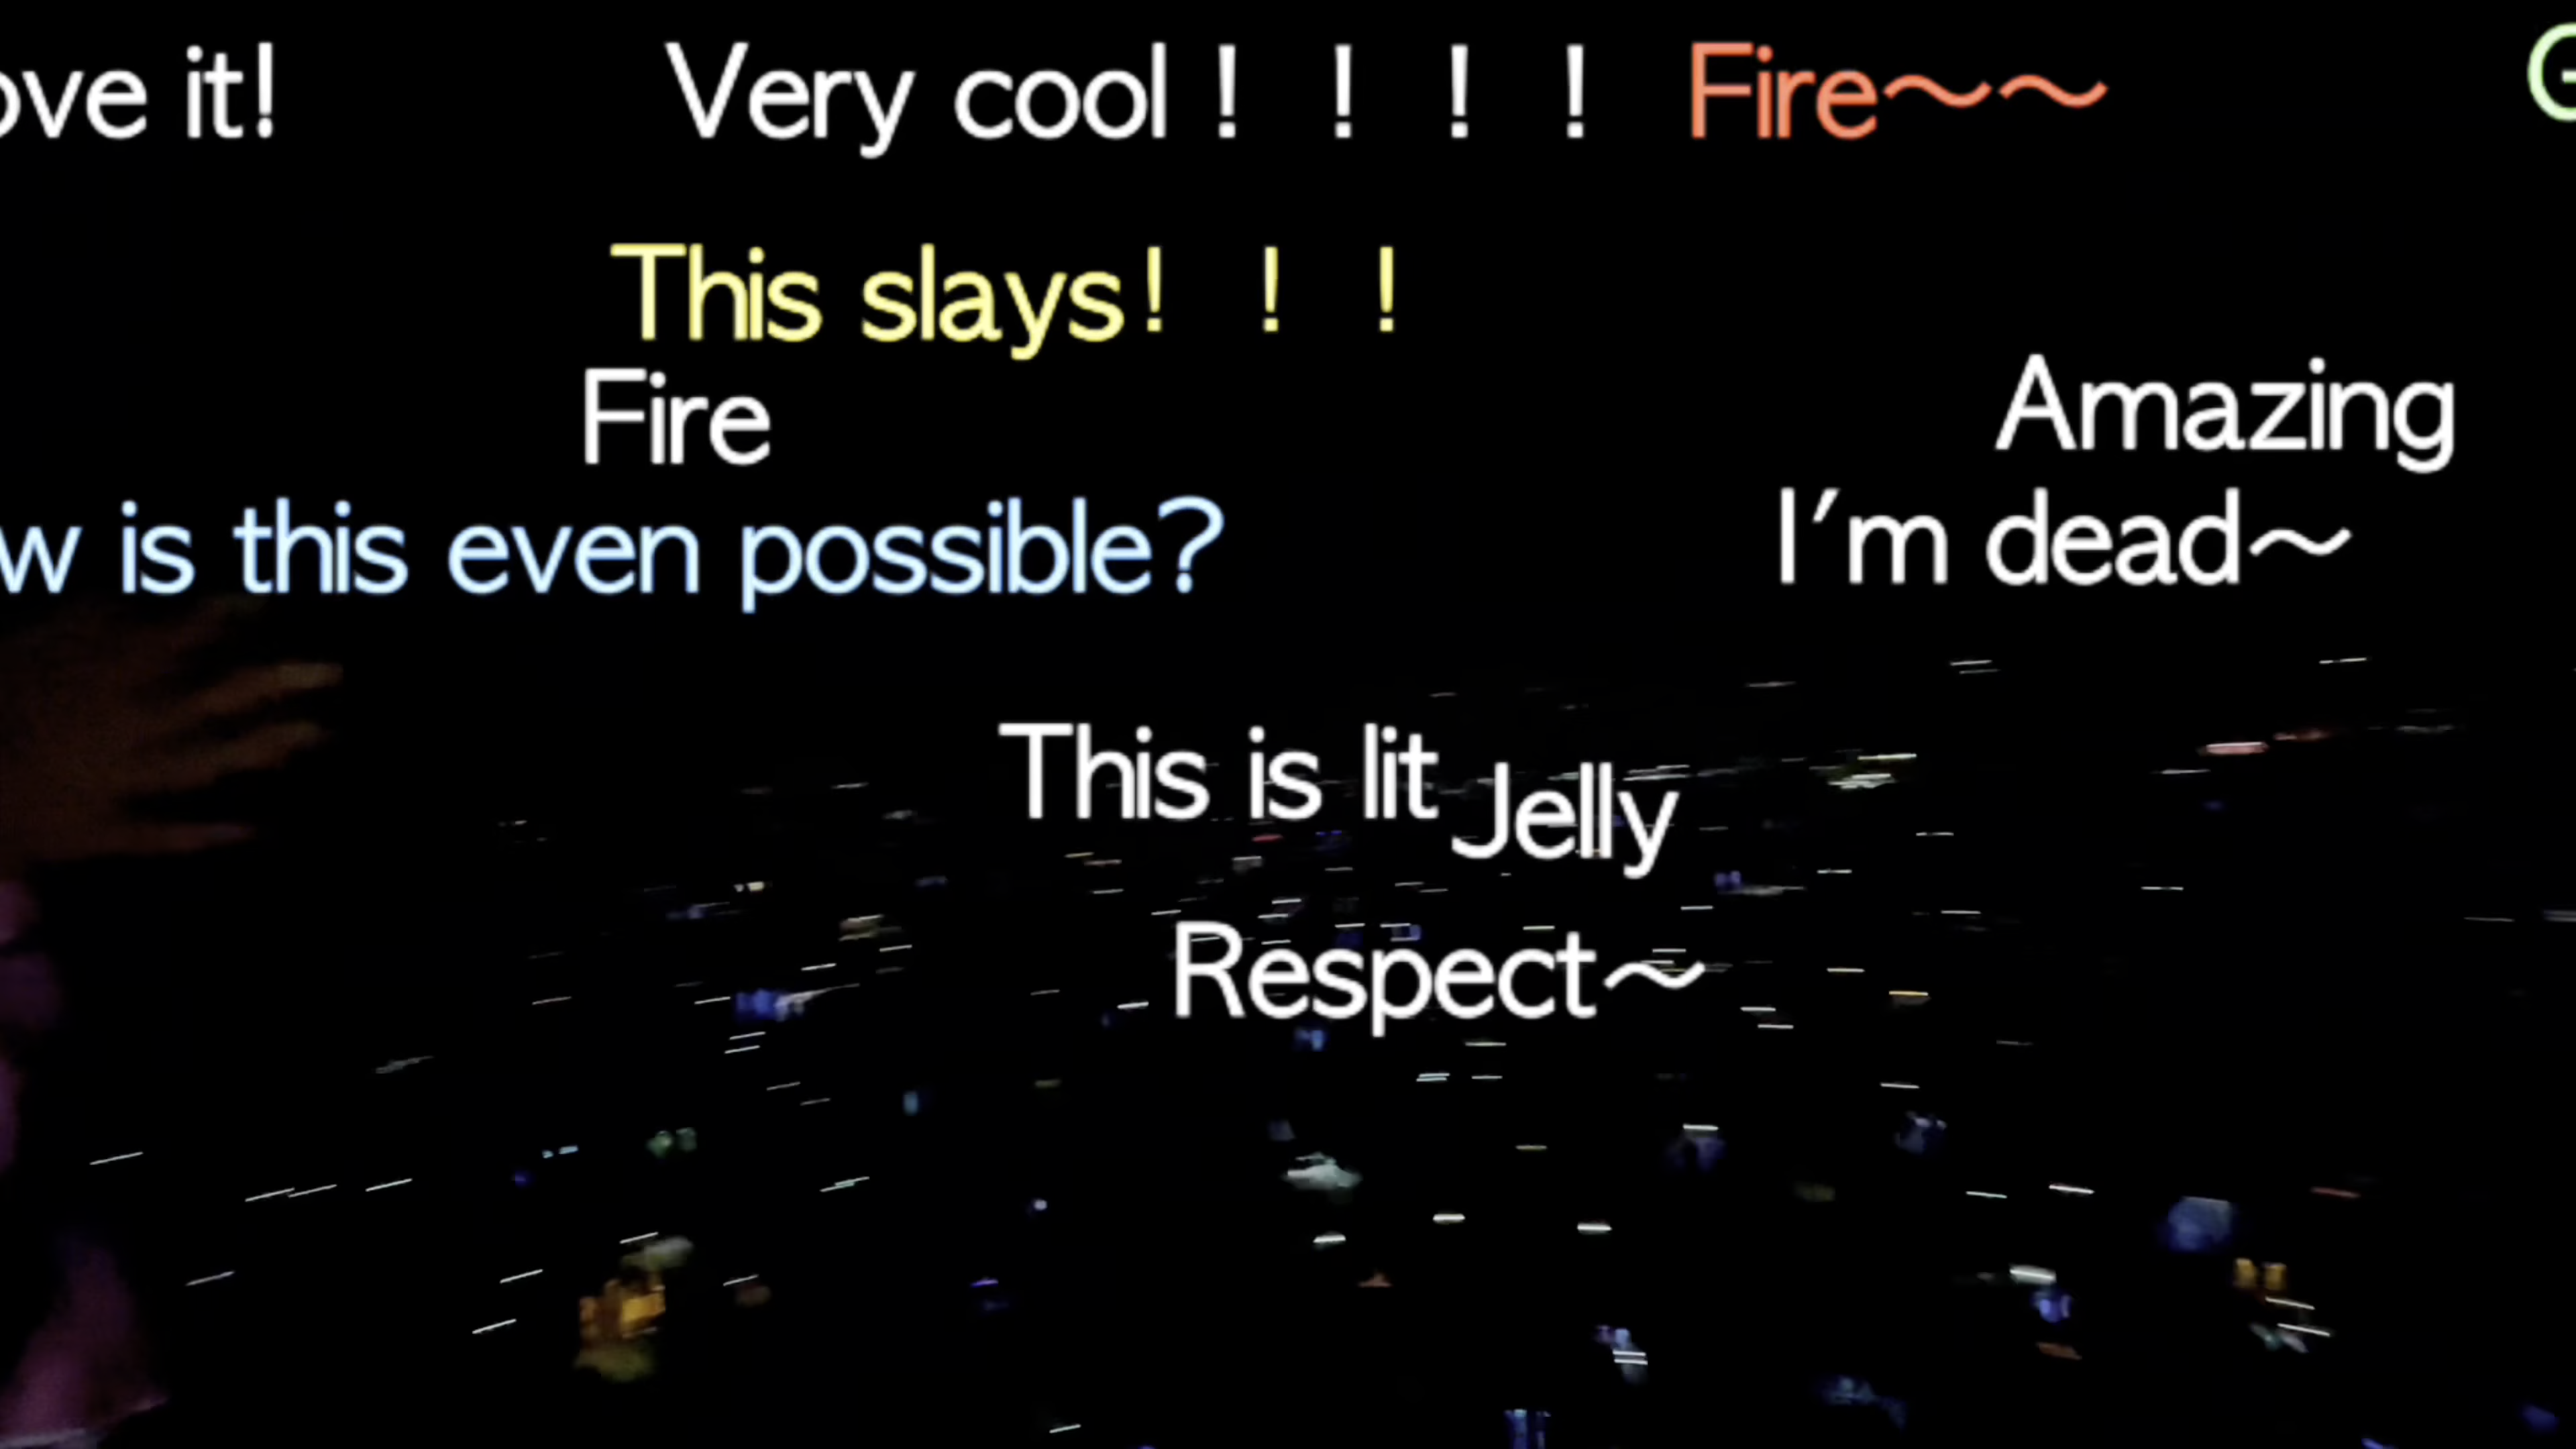 ove it!
Very cool！！！！
Fire～～
This slays！！！
Fire
Amazing
w is this even possible?
I'm dead～
This is lit
Jelly
Respect～